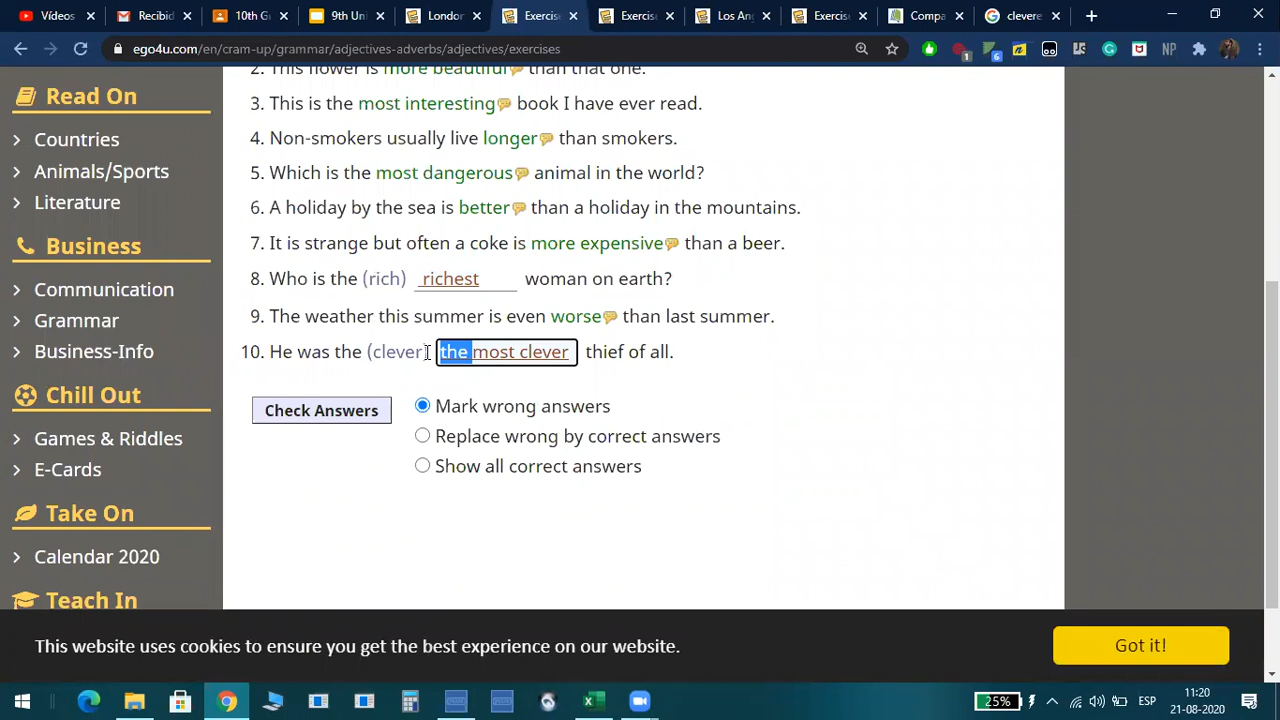 Vídeos
Recibid
10th Gr
9th Uni
London
Exercise
Exercise
Los Ang
Exercise
Compa
clevere
ego4u.com/en/cram-up/grammar/adjectives-adverbs/adjectives/exercises
Read On
Countries
Animals/Sports
Literature
Business
Communication
Grammar
Business-Info
Chill Out
Games & Riddles
E-Cards
Take On
Calendar 2020
Teach In
2. This flower is more beautiful than that one.
3. This is the most interesting book I have ever read.
4. Non-smokers usually live longer than smokers.
5. Which is the most dangerous animal in the world?
6. A holiday by the sea is better than a holiday in the mountains.
7. It is strange but often a coke is more expensive than a beer.
8. Who is the (rich) richest woman on earth?
9. The weather this summer is even worse than last summer.
10. He was the (clever) the most clever thief of all.
Check Answers
Mark wrong answers
Replace wrong by correct answers
Show all correct answers
This website uses cookies to ensure you get the best experience on our website.
Got it!
25%
ESP
11:20
21-08-2020